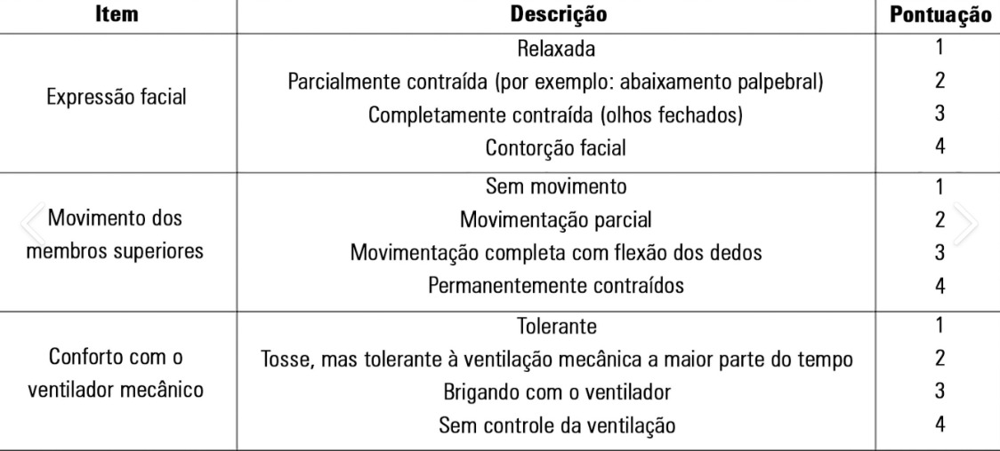 Item Descrição Pontuação
Expressão facial
Relaxada 1
Parcialmente contraída (por exemplo: abaixamento palpebral) 2
Completamente contraída (olhos fechados) 3
Contorção facial 4
Movimento dos
membros superiores
Sem movimento 1
Movimentação parcial 2
Movimentação completa com flexão dos dedos 3
Permanentemente contraídos 4
Conforto com o
ventilador mecânico
Tolerante 1
Tosse, mas tolerante à ventilação mecânica a maior parte do tempo 2
Brigando com o ventilador 3
Sem controle da ventilação 4